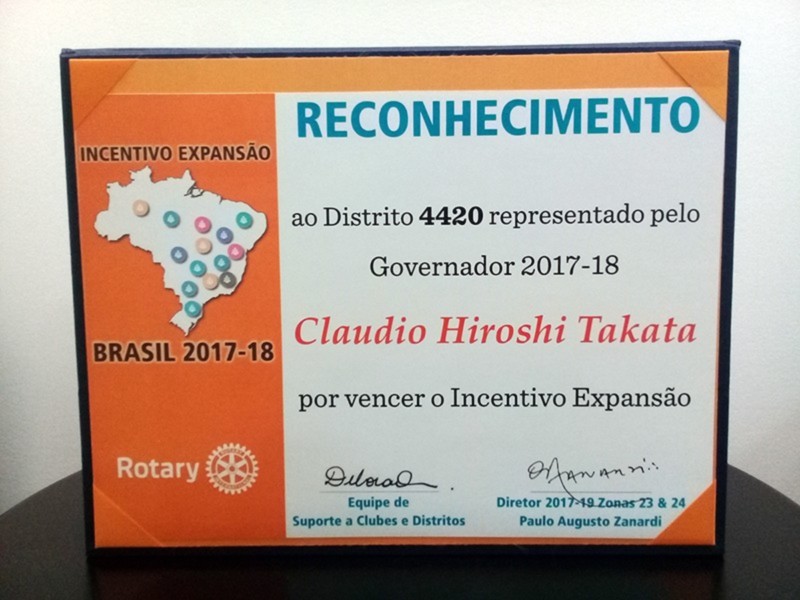 RECONHECIMENTO
INCENTIVO EXPANSÃO
BRASIL 2017-18
Rotary
ao Distrito 4420 representado pelo
Governador 2017-18
Claudio Hiroshi Takata
por vencer o Incentivo Expansão
Equipe de
Suporte a Clubes e Distritos
Diretor 2017-19 Zonas 23 & 24
Paulo Augusto Zanardi